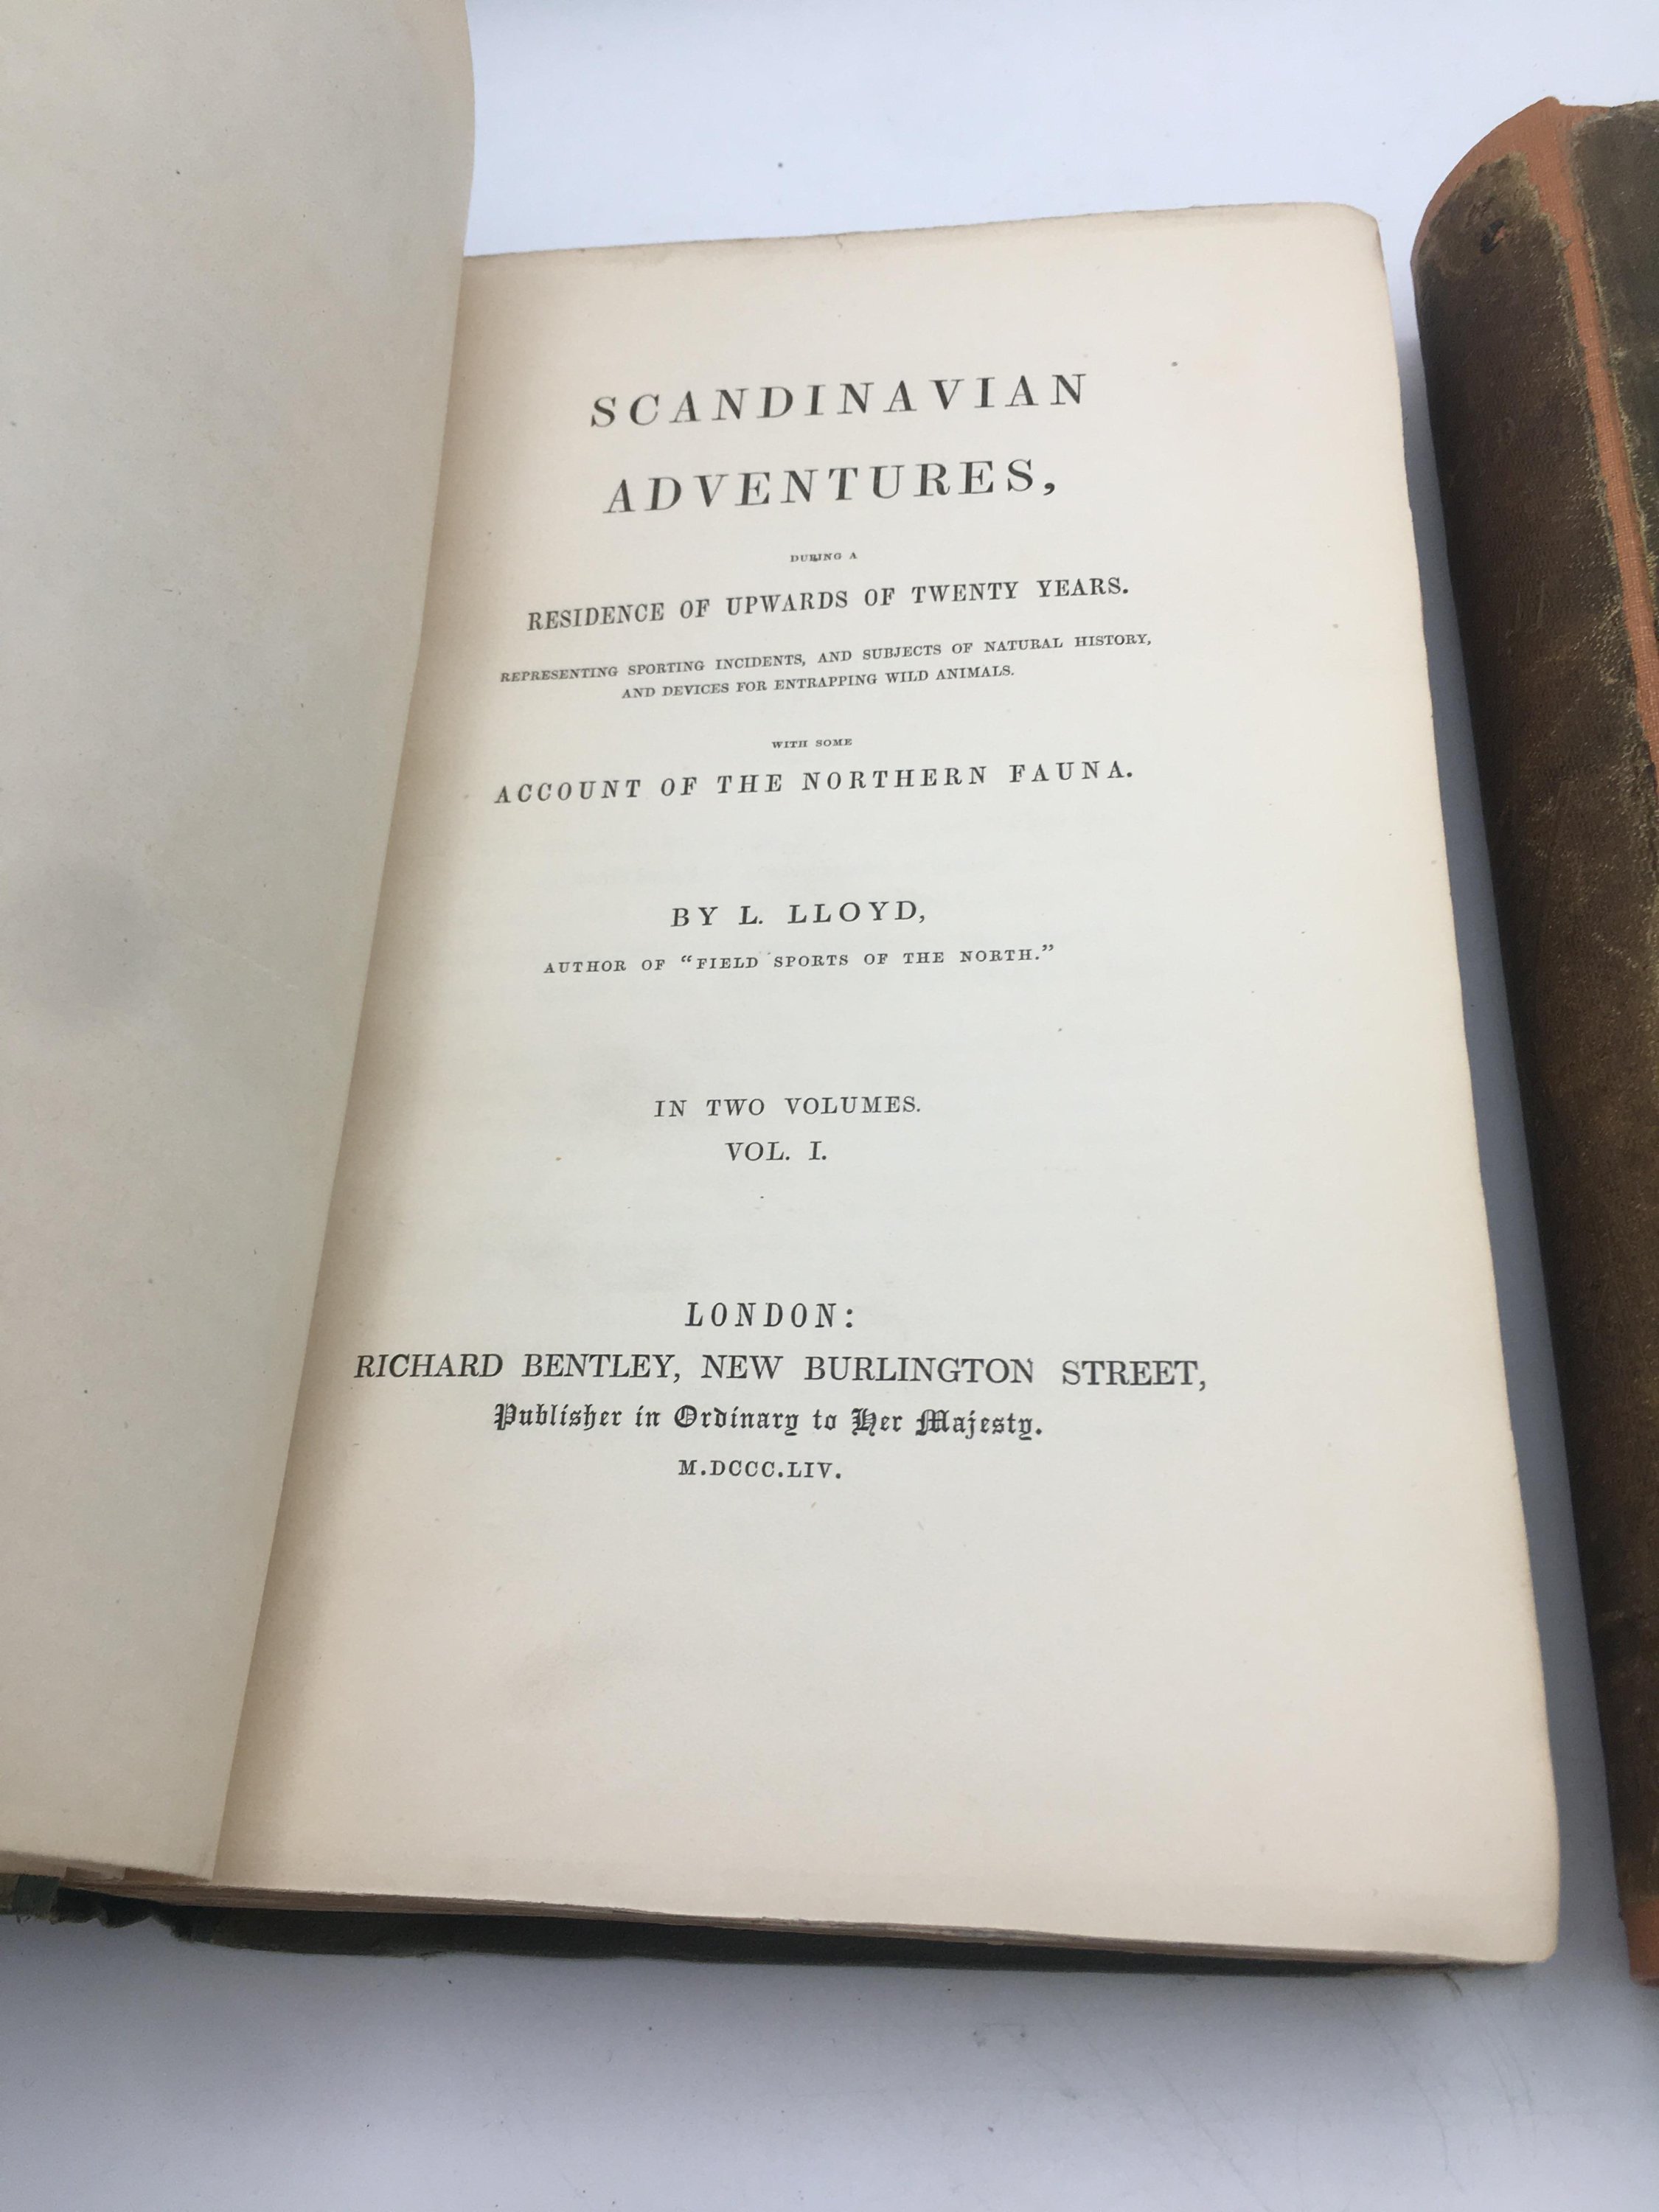 SCANDINAVIAN
ADVENTURES,
DURING A
RESIDENCE OF UPWARDS OF TWENTY YEARS.
REPRESENTING SPORTING INCIDENTS, AND SUBJECTS OF NATURAL HISTORY,
AND DEVICES FOR ENTRAPPING WILD ANIMALS.
WITH SOME
ACCOUNT OF THE NORTHERN FAUNA.
BY L. LLOYD,
AUTHOR OF “FIELD SPORTS OF THE NORTH.”
IN TWO VOLUMES.
VOL. I.
LONDON:
RICHARD BENTLEY, NEW BURLINGTON STREET,
Publisher in Ordinary to Her Majesty.
M.DCCC.LIV.